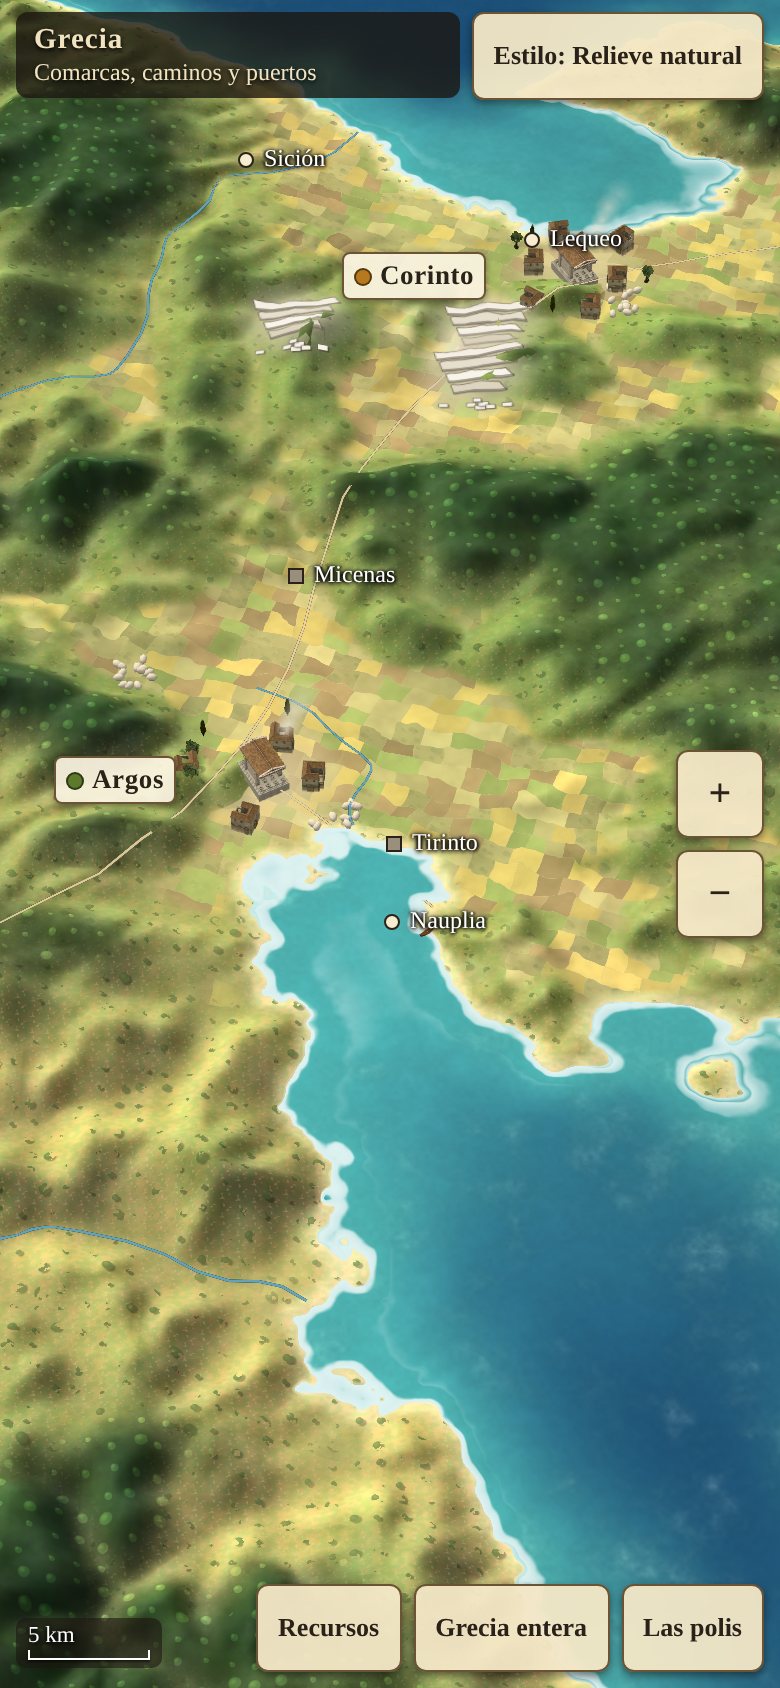 Grecia
Comarcas, caminos y puertos
Estilo: Relieve natural
Sición
Lequeo
Corinto
Micenas
Argos
+
Tirinto
−
Nauplia
5 km
Recursos
Grecia entera
Las polis